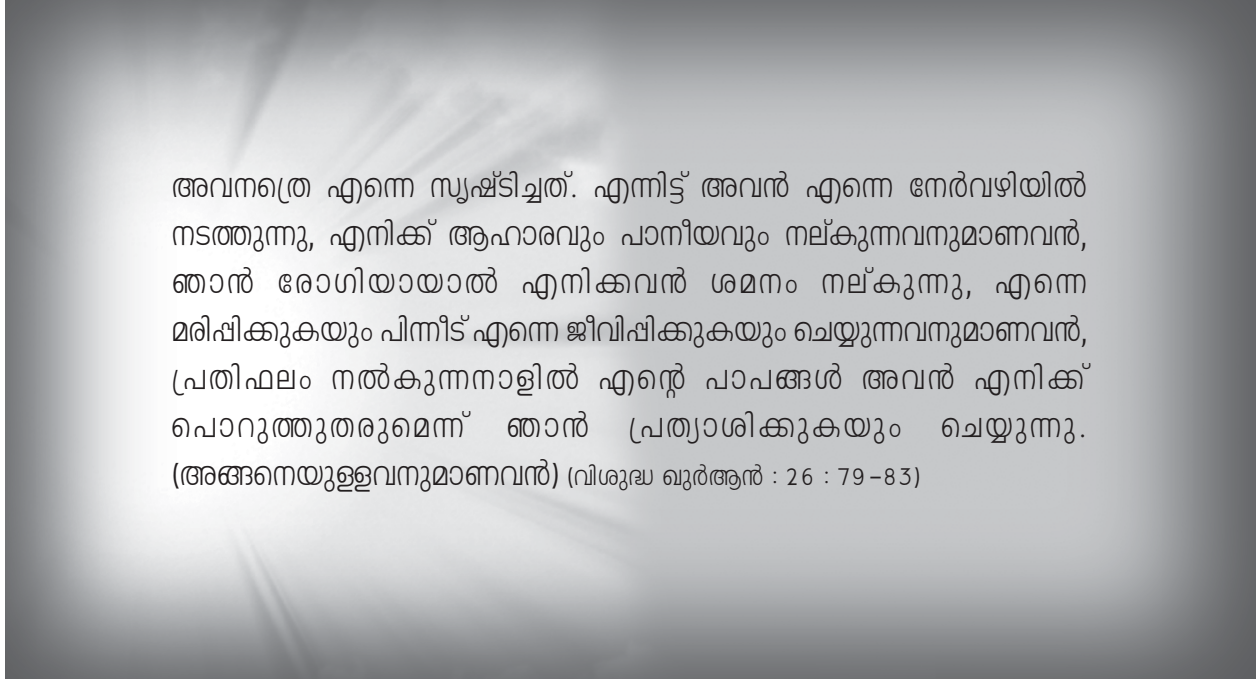 അവനത്രെ എന്നെ സൃഷ്ടിച്ചത്. എന്നിട്ട് അവൻ എന്നെ നേർവഴിയിൽ
നടത്തുന്നു, എനിക്ക് ആഹാരവും പാനീയവും നല്കുന്നവനുമാണവൻ,
ഞാൻ രോഗിയായാൽ എനിക്കവൻ ശമനം നല്കുന്നു, എന്നെ
മരിപ്പിക്കുകയും പിന്നീട് എന്നെ ജീവിപ്പിക്കുകയും ചെയ്യുന്നവനുമാണവൻ,
പ്രതിഫലം നൽകുന്നനാളിൽ എന്റെ പാപങ്ങൾ അവൻ എനിക്ക്
പൊറുത്തുതരുമെന്ന് ഞാൻ പ്രത്യാശിക്കുകയും ചെയ്യുന്നു.
(അങ്ങനെയുള്ളവനുമാണവൻ) (വിശുദ്ധ ഖുർആൻ : 26 : 79-83)